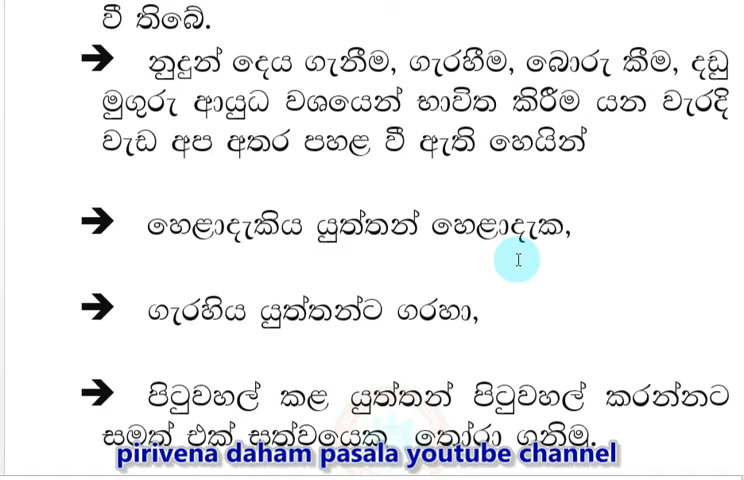 වී තිබේ.
➔ නුදුන් දෙය ගැනීම, ගැරහීම, බොරු කීම, දඬු
මුගුරු ආයුධ වශයෙන් භාවිත කිරීම යන වැරදි
වැඩ අප අතර පහළ වී ඇති හෙයින්
➔ හෙළාදැකිය යුත්තන් හෙළාදැක,
➔ ගැරහිය යුත්තන්ට ගරහා,
➔ පිටුවහල් කළ යුත්තන් පිටුවහල් කරන්නට
සමත් එක් සත්වයෙකු තෝරා ගනිමු.
pirivena daham pasala youtube channel